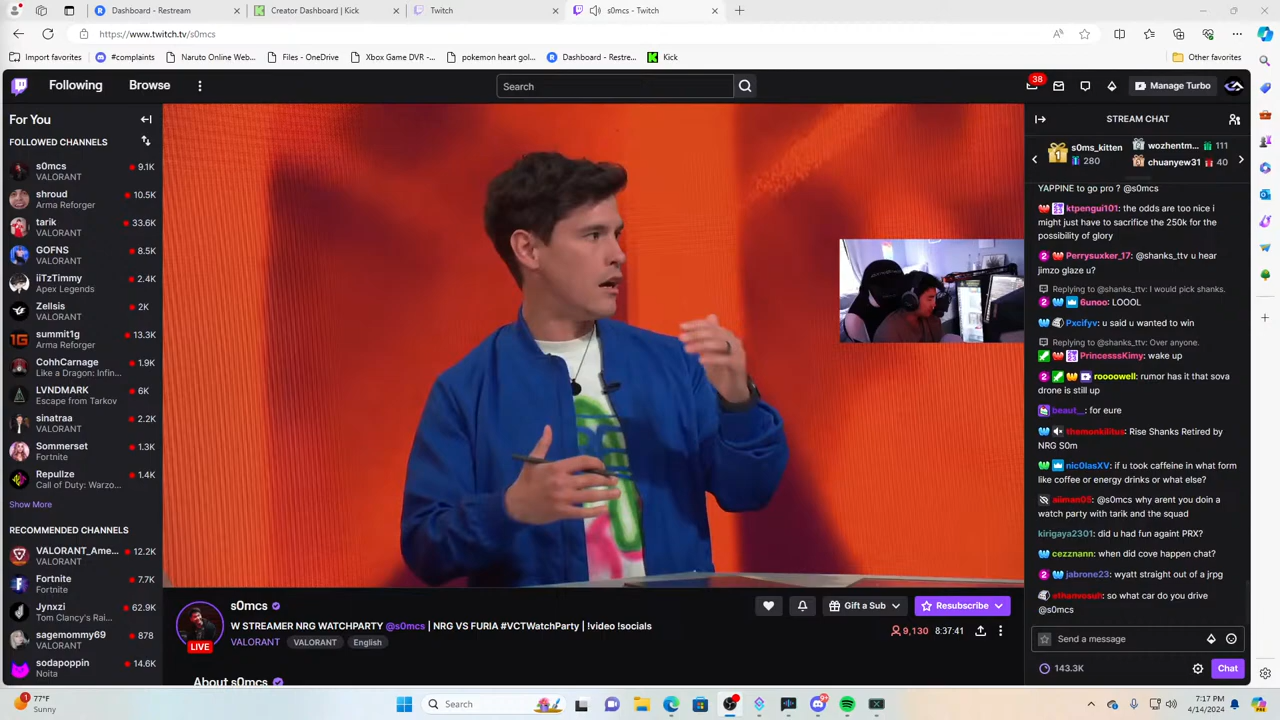 Dashboard - Restream
Creator Dashboard | Kick
Twitch
s0mcs - Twitch
https://www.twitch.tv/s0mcs
Import favorites
#complaints
Naruto Online Web...
Files - OneDrive
Xbox Game DVR -...
pokemon heart gol...
Dashboard - Restre...
Kick
Other favorites
Following
Browse
Search
38
Manage Turbo
For You
FOLLOWED CHANNELS
s0mcs
9.1K
VALORANT
shroud
10.5K
Arma Reforger
tarik
33.6K
VALORANT
GOFNS
8.5K
VALORANT
iiTzTimmy
2.4K
Apex Legends
Zellsis
2K
VALORANT
summit1g
13.3K
Arma Reforger
CohhCarnage
1.9K
Like a Dragon: Infin...
LVNDMARK
6K
Escape from Tarkov
sinatraa
2.2K
VALORANT
Sommerset
1.3K
Fortnite
Repullze
1.4K
Call of Duty: Warzo...
Show More
RECOMMENDED CHANNELS
VALORANT_Ame...
12.2K
VALORANT
Fortnite
7.7K
Fortnite
Jynxzi
62.9K
Tom Clancy's Rai...
sagemommy69
878
VALORANT
sodapoppin
14.6K
Noita
s0mcs
W STREAMER NRG WATCHPARTY @s0mcs | NRG VS FURIA #VCTWatchParty | !video !socials
VALORANT
VALORANT
English
LIVE
Gift a Sub
Resubscribe
9,130
8:37:41
About s0mcs
STREAM CHAT
1
s0ms_kitten
280
wozhentm...
111
chuanyew31
40
YAPPINE to go pro ? @s0mcs
ktpengui101: the odds are too nice i
might just have to sacrifice the 250k for the
possibility of glory
Perrysuxker_17: @shanks_ttv u hear
jimzo glaze u?
Replying to @shanks_ttv: I would pick shanks.
6unoo: LOOOL
Pxcifyv: u said u wanted to win
Replying to @shanks_ttv: Over anyone.
PrincesssKimy: wake up
roooowell: rumor has it that sova
drone is still up
beaut__: for eure
themonkilitus: Rise Shanks Retired by
NRG S0m
nic0lasXV: if u took caffeine in what form
like coffee or energy drinks or what else?
aiiman05: @s0mcs why arent you doin a
watch party with tarik and the squad
kirigaya2301: did u had fun againt PRX?
cezznann: when did cove happen chat?
jabrone23: wyatt straight out of a jrpg
ethanvosuh: so what car do you drive
@s0mcs
Send a message
143.3K
Chat
1
77°F
Sunny
Search
9+
7:17 PM
4/14/2024